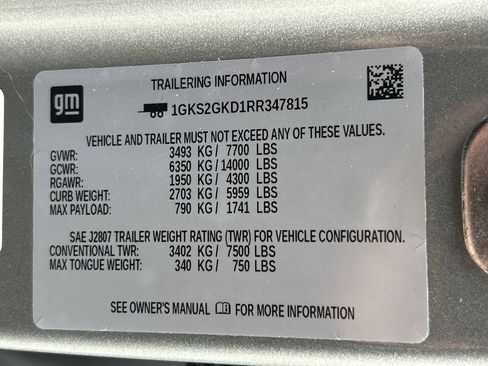 gm
TRAILERING INFORMATION
1GKS2GKD1RR347815
VEHICLE AND TRAILER MUST NOT EXCEED ANY OF THESE VALUES.
GVWR: 3493 KG / 7700 LBS
GCWR: 6350 KG / 14000 LBS
RGAWR: 1950 KG / 4300 LBS
CURB WEIGHT: 2703 KG / 5959 LBS
MAX PAYLOAD: 790 KG / 1741 LBS
SAE J2807 TRAILER WEIGHT RATING (TWR) FOR VEHICLE CONFIGURATION.
CONVENTIONAL TWR: 3402 KG / 7500 LBS
MAX TONGUE WEIGHT: 340 KG / 750 LBS
SEE OWNER'S MANUAL FOR MORE INFORMATION